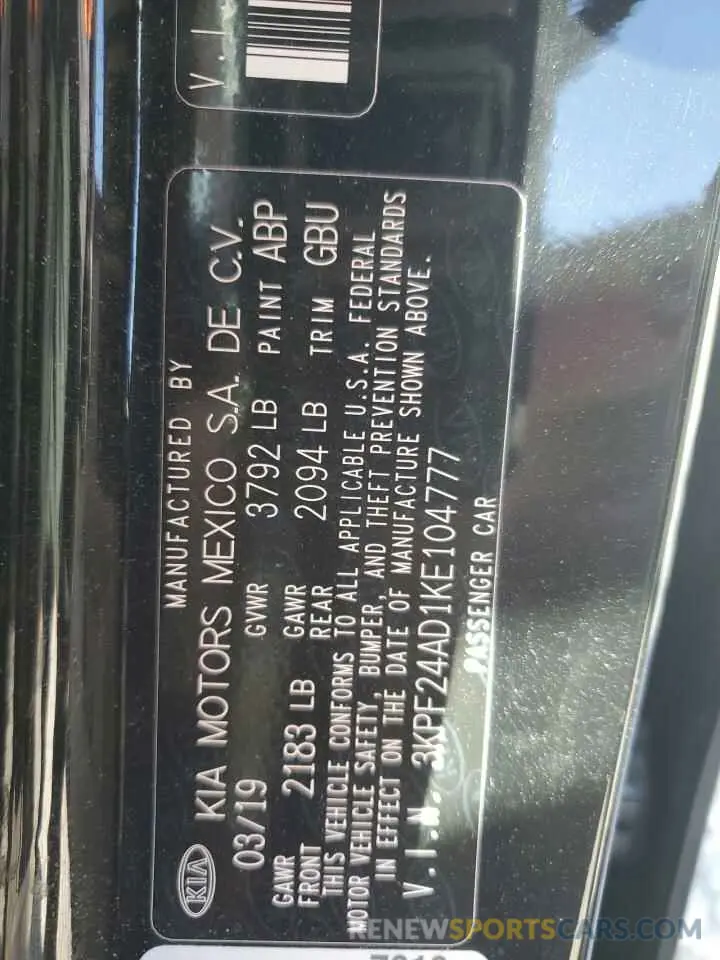 V.I
MANUFACTURED BY
KIA KIA MOTORS MEXICO S.A. DE C.V.
03/19 GVWR 3792 LB PAINT ABP
GAWR FRONT 2183 LB GAWR REAR 2094 LB TRIM GBU
THIS VEHICLE CONFORMS TO ALL APPLICABLE U.S.A. FEDERAL
MOTOR VEHICLE SAFETY, BUMPER, AND THEFT PREVENTION STANDARDS
IN EFFECT ON THE DATE OF MANUFACTURE SHOWN ABOVE.
V.I.N. 3KPF24AD1KE104777
PASSENGER CAR
RENEWSPORTSCARS.COM